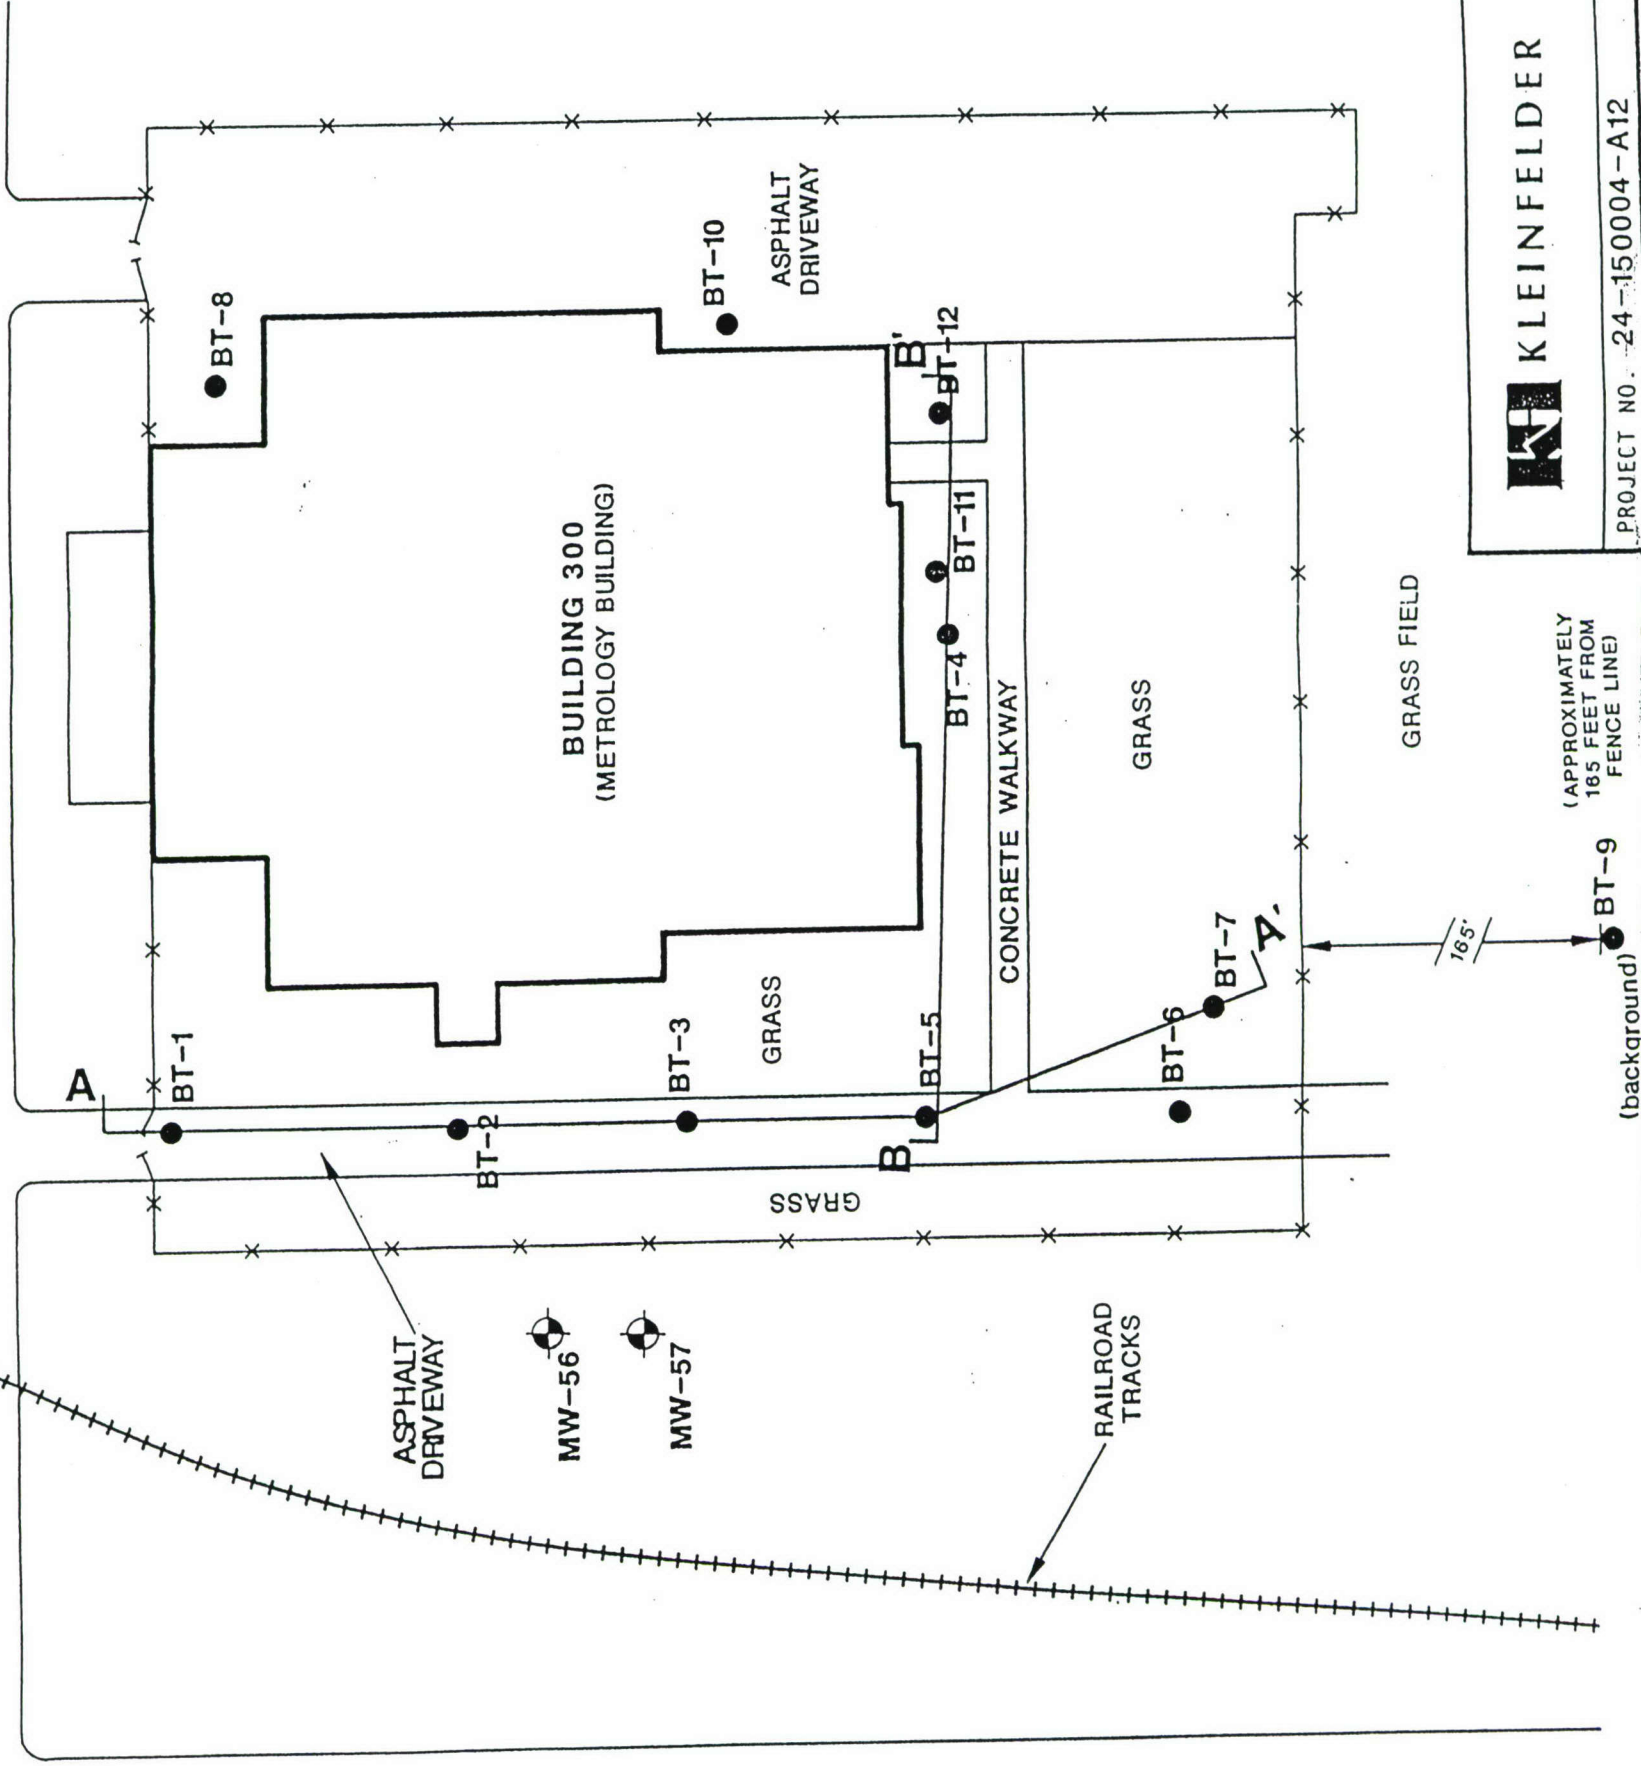 A
BT-1
BT-2
BT-3
BT-5
B
BT-6
BT-7
A'
BT-8
BT-10
ASPHALT
DRIVEWAY
B'
BT-12
BT-11
BT-4
BUILDING 300
(METROLOGY BUILDING)
GRASS
CONCRETE WALKWAY
GRASS
GRASS
GRASS FIELD
ASPHALT
DRIVEWAY
MW-56
MW-57
RAILROAD
TRACKS
165'
BT-9
(background)
(APPROXIMATELY
165 FEET FROM
FENCE LINE)
KLEINFELDER
PROJECT NO. 24-150004-A12